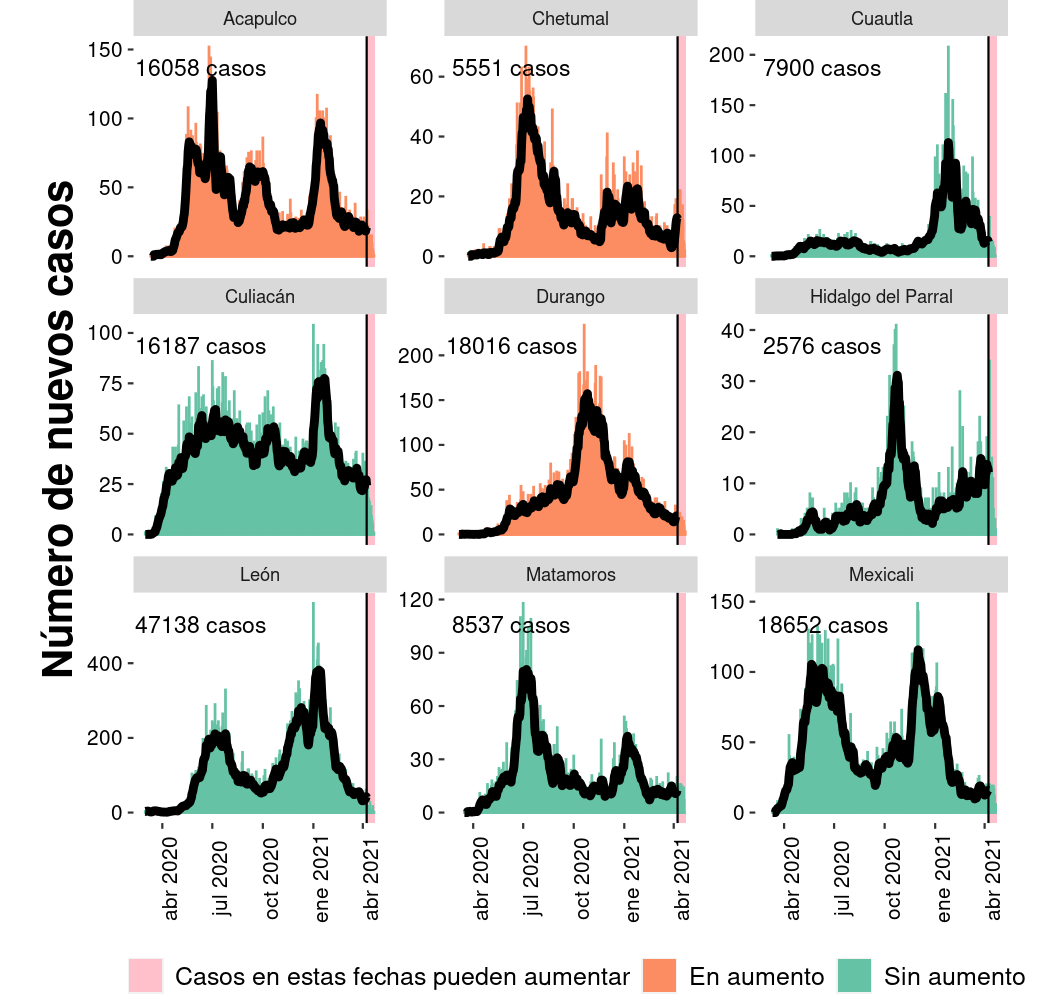 Número de nuevos casos
Acapulco
16058 casos
150
100
50
0
Chetumal
5551 casos
60
40
20
0
Cuautla
7900 casos
200
150
100
50
0
Culiacán
16187 casos
100
75
50
25
0
Durango
18016 casos
200
150
100
50
0
Hidalgo del Parral
2576 casos
40
30
20
10
0
León
47138 casos
400
200
0
abr 2020
jul 2020
oct 2020
ene 2021
abr 2021
Matamoros
8537 casos
120
90
60
30
0
abr 2020
jul 2020
oct 2020
ene 2021
abr 2021
Mexicali
18652 casos
150
100
50
0
abr 2020
jul 2020
oct 2020
ene 2021
abr 2021
Casos en estas fechas pueden aumentar
En aumento
Sin aumento